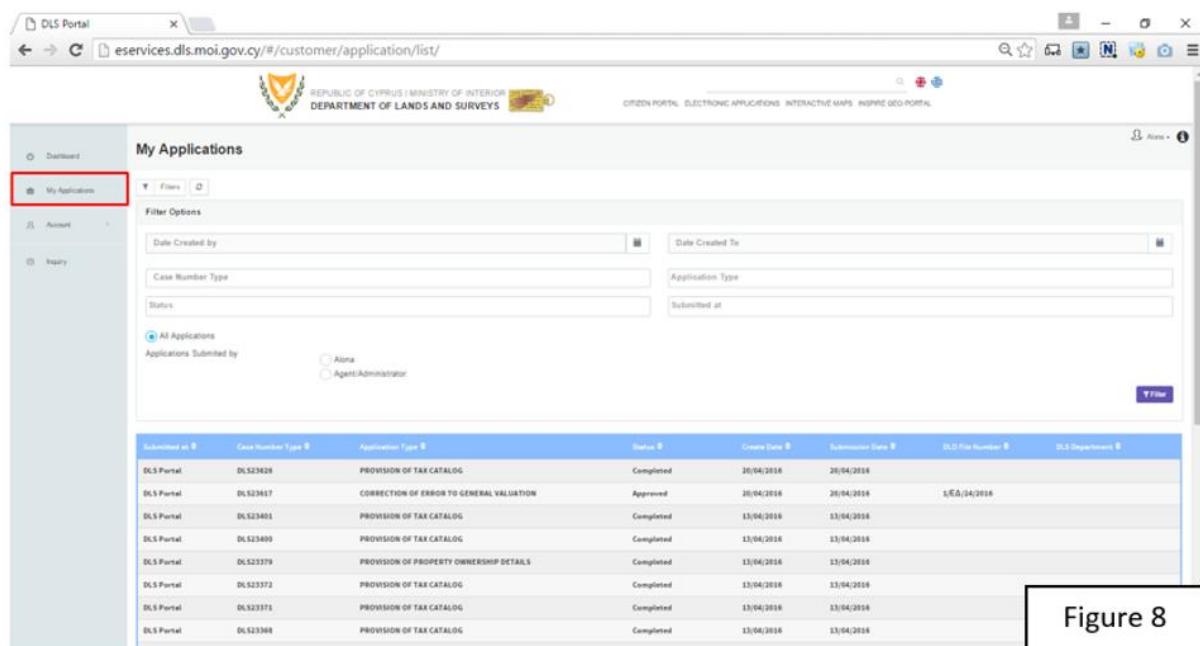 DLS Portal
eservices.dls.moi.gov.cy/#/customer/application/list/
REPUBLIC OF CYPRUS | MINISTRY OF INTERIOR
DEPARTMENT OF LANDS AND SURVEYS
CITIZEN PORTAL ELECTRONIC APPLICATIONS INTERACTIVE MAPS INSPIRE GEO-PORTAL
Alona
Dashboard
My Applications
Account
Inquiry
My Applications
Filters
Filter Options
Date Created by
Date Created To
Case Number Type
Application Type
Status
Submitted at
All Applications
Applications Submited by
Alona
Agent/Administrator
Filter
Submitted at Case Number Type Application Type Status Create Date Submission Date DLO File Number DLS Department
DLS Portal DLS23626 PROVISION OF TAX CATALOG Completed 20/04/2016 20/04/2016
DLS Portal DLS23617 CORRECTION OF ERROR TO GENERAL VALUATION Approved 20/04/2016 20/04/2016 1/ΕΔ/24/2016
DLS Portal DLS23401 PROVISION OF TAX CATALOG Completed 13/04/2016 13/04/2016
DLS Portal DLS23400 PROVISION OF TAX CATALOG Completed 13/04/2016 13/04/2016
DLS Portal DLS23379 PROVISION OF PROPERTY OWNERSHIP DETAILS Completed 13/04/2016 13/04/2016
DLS Portal DLS23372 PROVISION OF TAX CATALOG Completed 13/04/2016 13/04/2016
DLS Portal DLS23371 PROVISION OF TAX CATALOG Completed 13/04/2016 13/04/2016
DLS Portal DLS23368 PROVISION OF TAX CATALOG Completed 13/04/2016 13/04/2016
Figure 8